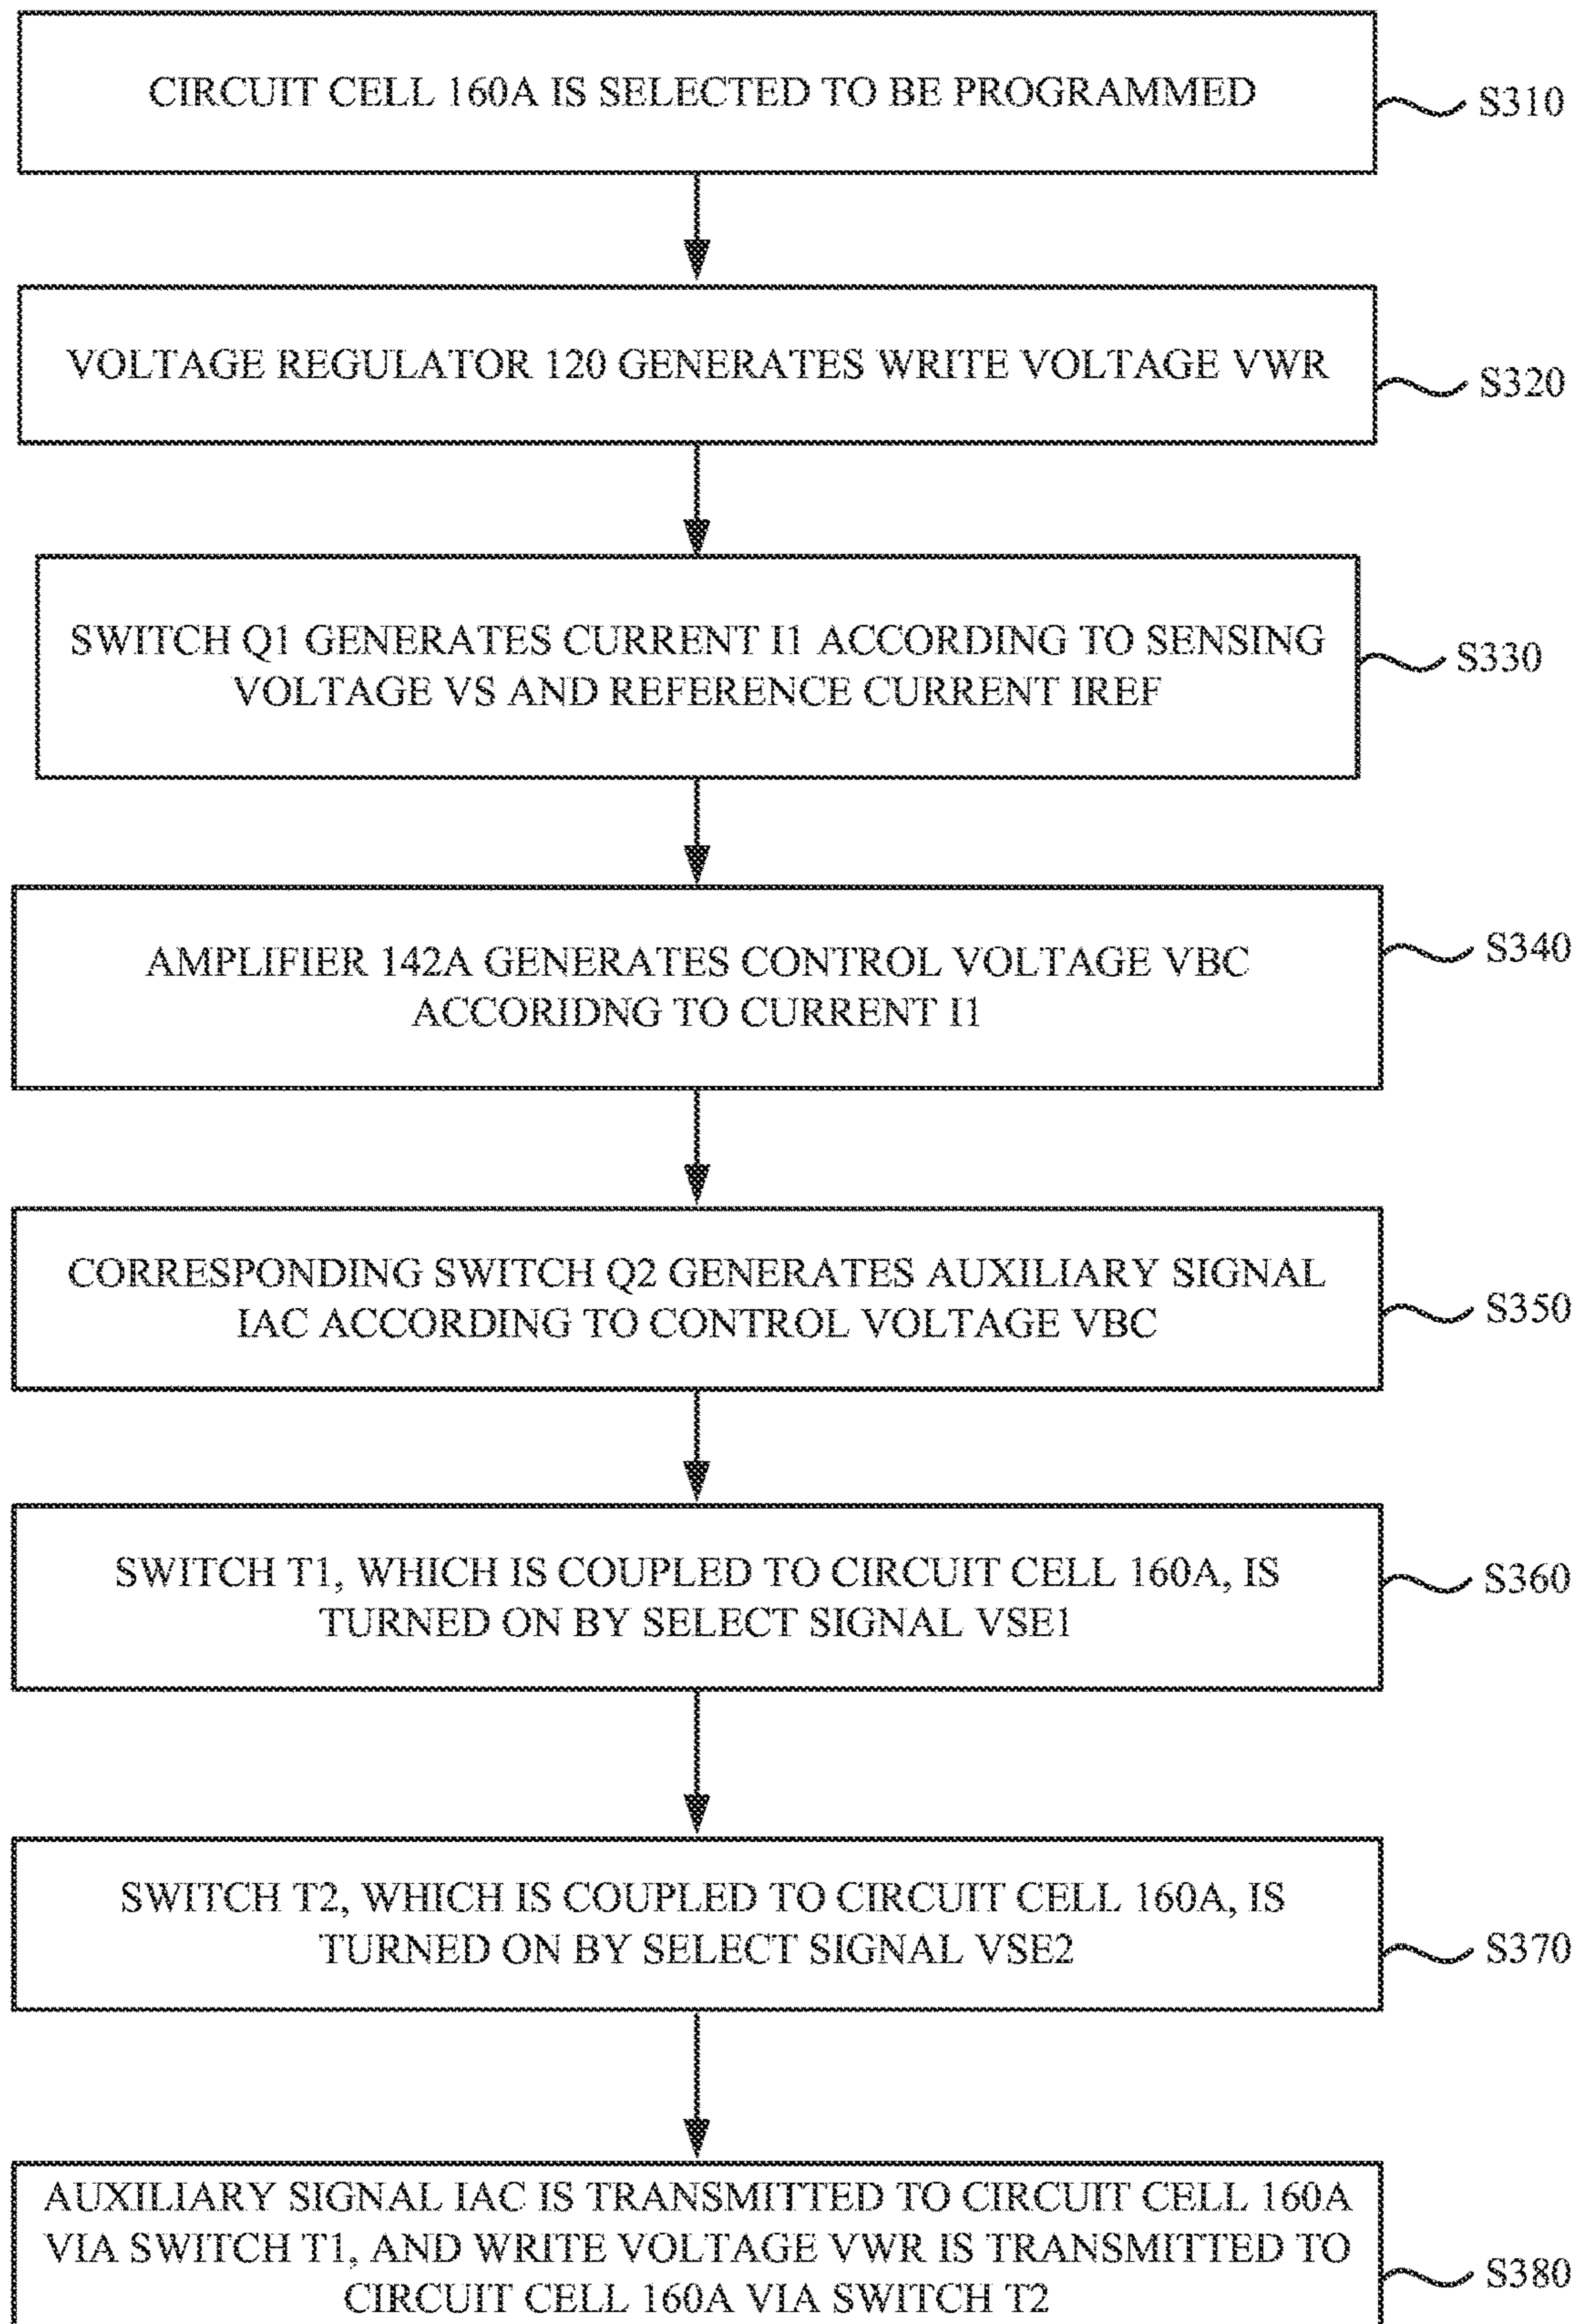 CIRCUIT CELL 160A IS SELECTED TO BE PROGRAMMED
S310
VOLTAGE REGULATOR 120 GENERATES WRITE VOLTAGE VWR
S320
SWITCH Q1 GENERATES CURRENT I1 ACCORDING TO SENSING
VOLTAGE VS AND REFERENCE CURRENT IREF
S330
AMPLIFIER 142A GENERATES CONTROL VOLTAGE VBC
ACCORIDNG TO CURRENT I1
S340
CORRESPONDING SWITCH Q2 GENERATES AUXILIARY SIGNAL
IAC ACCORDING TO CONTROL VOLTAGE VBC
S350
SWITCH T1, WHICH IS COUPLED TO CIRCUIT CELL 160A, IS
TURNED ON BY SELECT SIGNAL VSE1
S360
SWITCH T2, WHICH IS COUPLED TO CIRCUIT CELL 160A, IS
TURNED ON BY SELECT SIGNAL VSE2
S370
AUXILIARY SIGNAL IAC IS TRANSMITTED TO CIRCUIT CELL 160A
VIA SWITCH T1, AND WRITE VOLTAGE VWR IS TRANSMITTED TO
CIRCUIT CELL 160A VIA SWITCH T2
S380